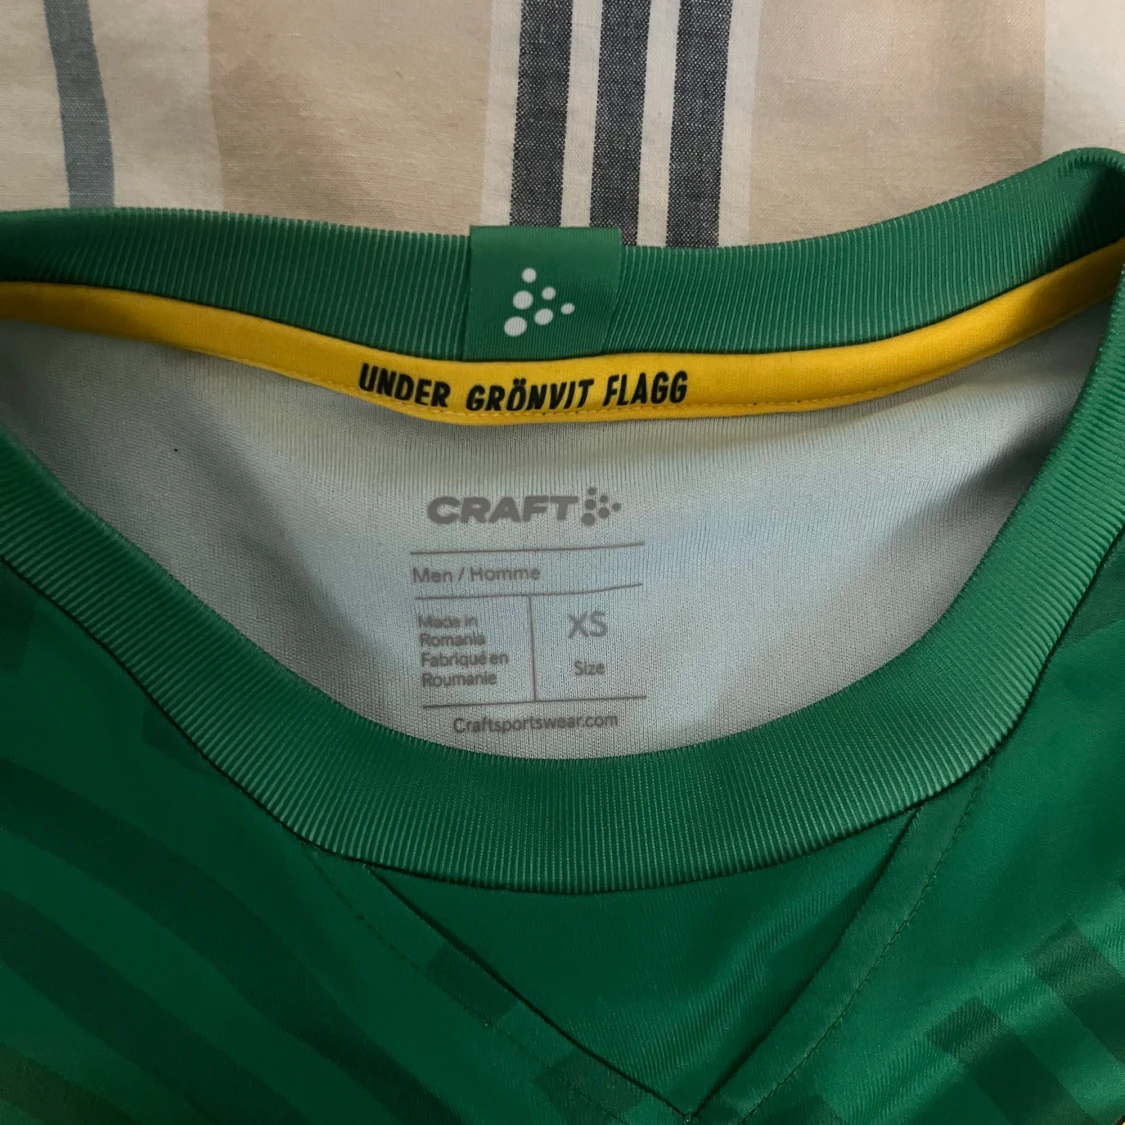 UNDER GRÖNVIT FLAGG
CRAFT
Men / Homme
Made in
Romania
Fabriqué en
Roumanie
XS
Size
Craftsportswear.com